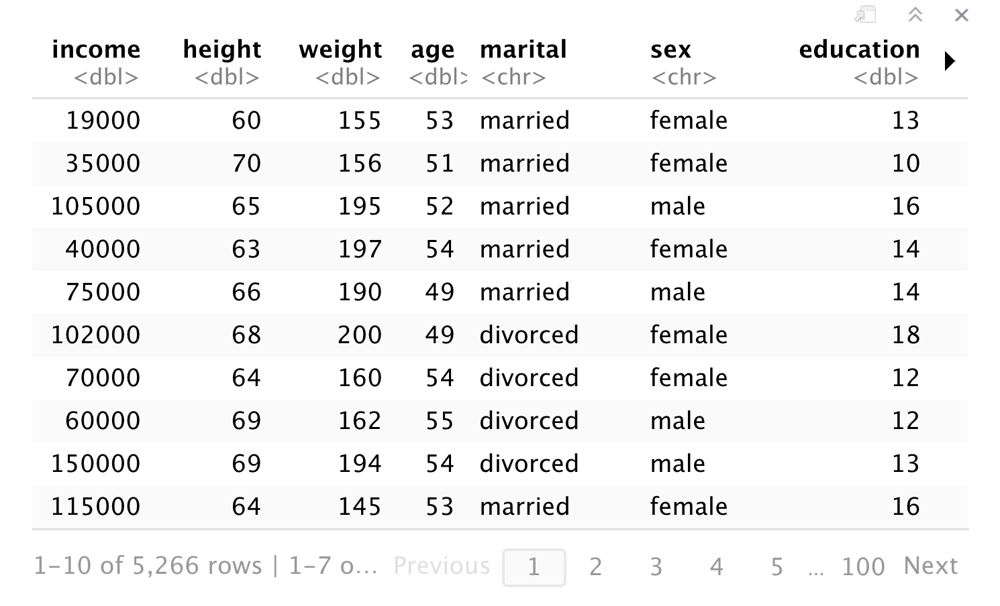 income height weight age marital sex education
<dbl> <dbl> <dbl> <dbl> <chr> <chr> <dbl>
19000 60 155 53 married female 13
35000 70 156 51 married female 10
105000 65 195 52 married male 16
40000 63 197 54 married female 14
75000 66 190 49 married male 14
102000 68 200 49 divorced female 18
70000 64 160 54 divorced female 12
60000 69 162 55 divorced male 12
150000 69 194 54 divorced male 13
115000 64 145 53 married female 16
1-10 of 5,266 rows | 1-7 o... Previous 1 2 3 4 5 ... 100 Next